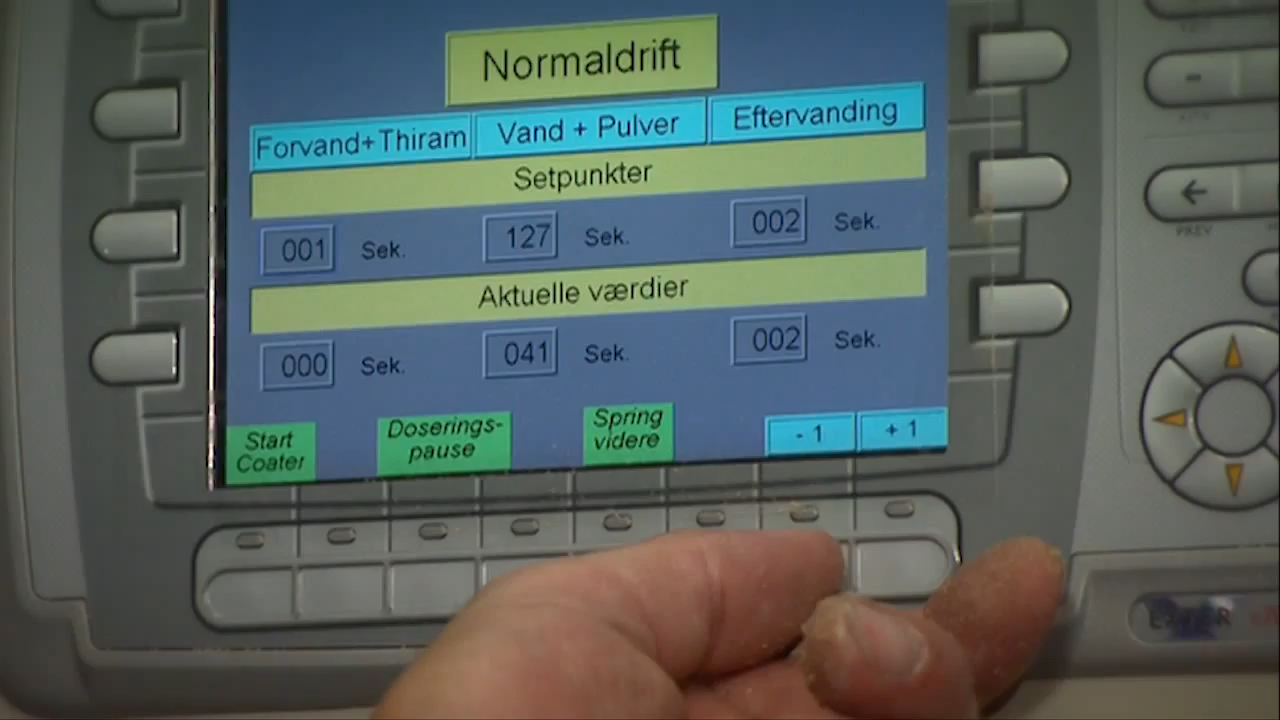 Normaldrift
Forvand+Thiram Vand + Pulver Eftervanding
Setpunkter
001 Sek. 127 Sek. 002 Sek.
Aktuelle værdier
000 Sek. 041 Sek. 002 Sek.
Start
Coater
Doserings-
pause
Spring
videre
- 1 + 1
-
←
PREV